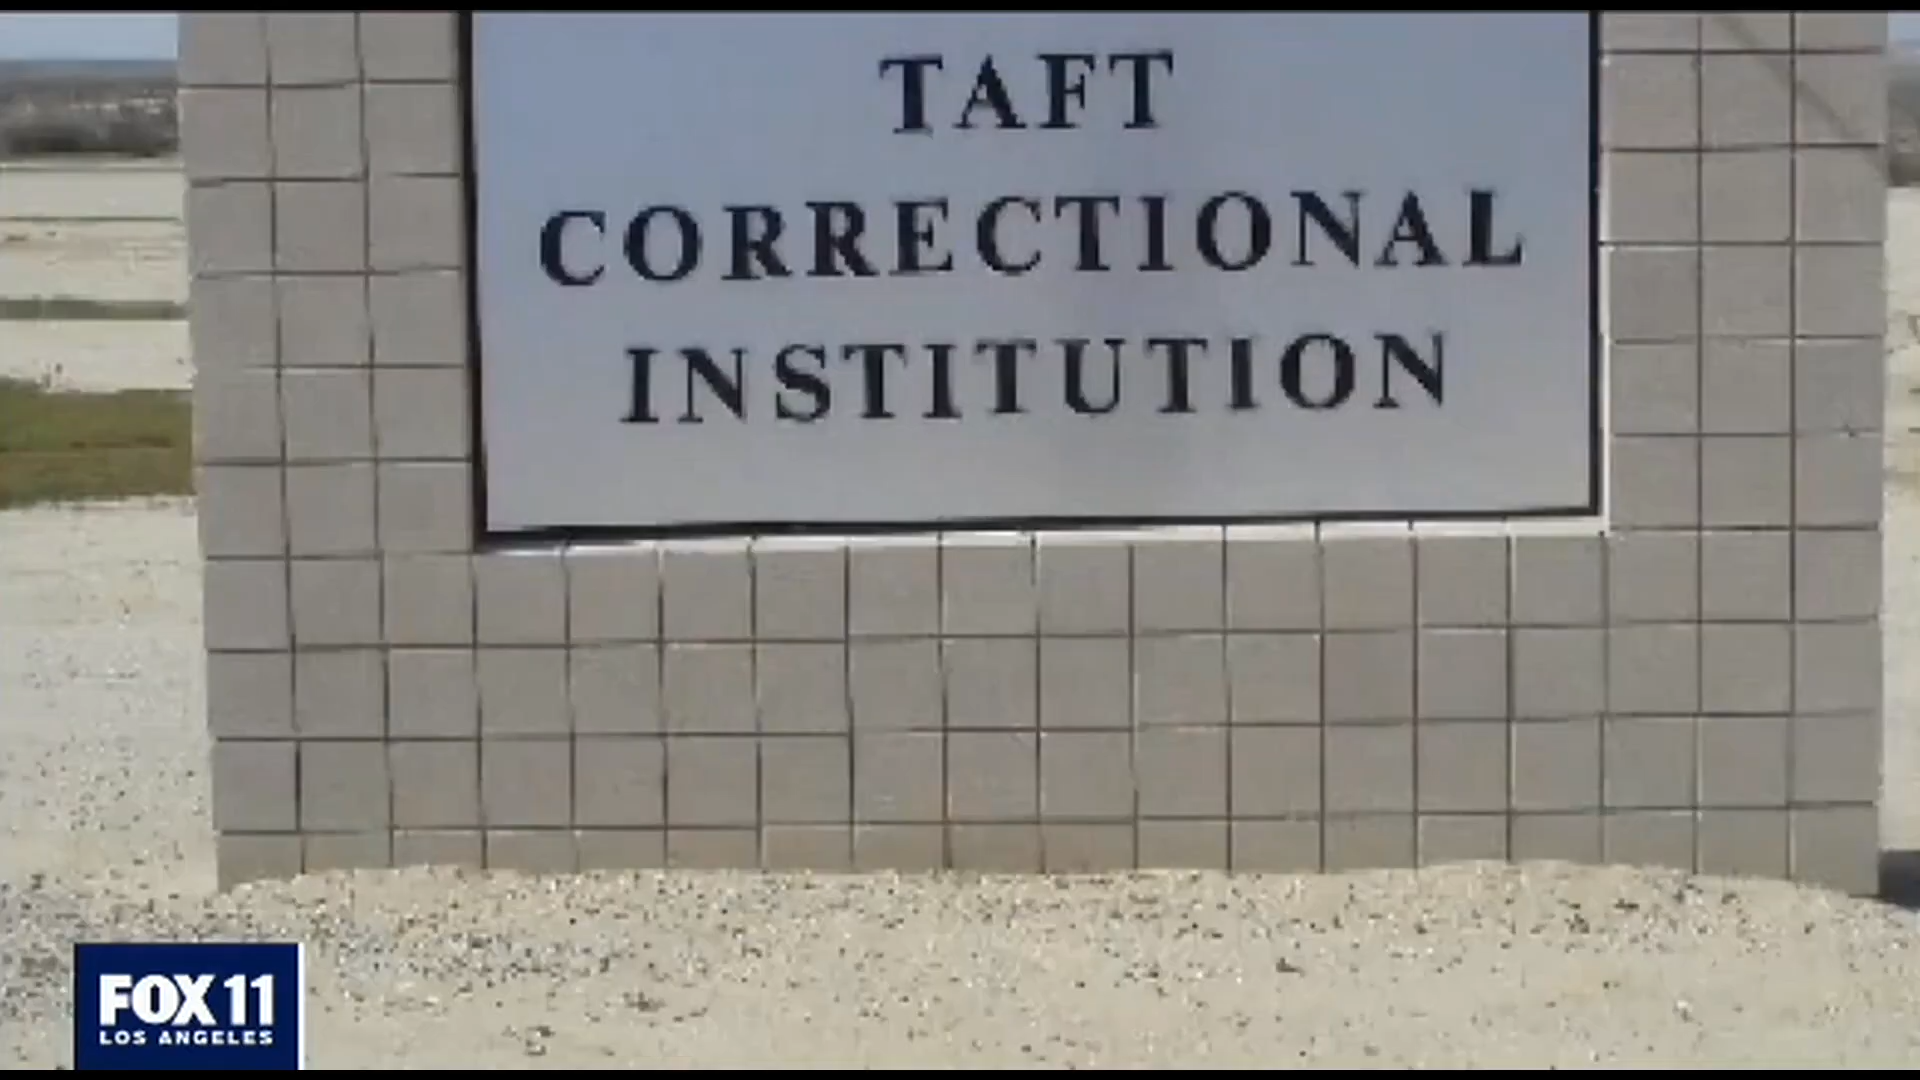 TAFT
CORRECTIONAL
INSTITUTION
FOX 11
LOS ANGELES